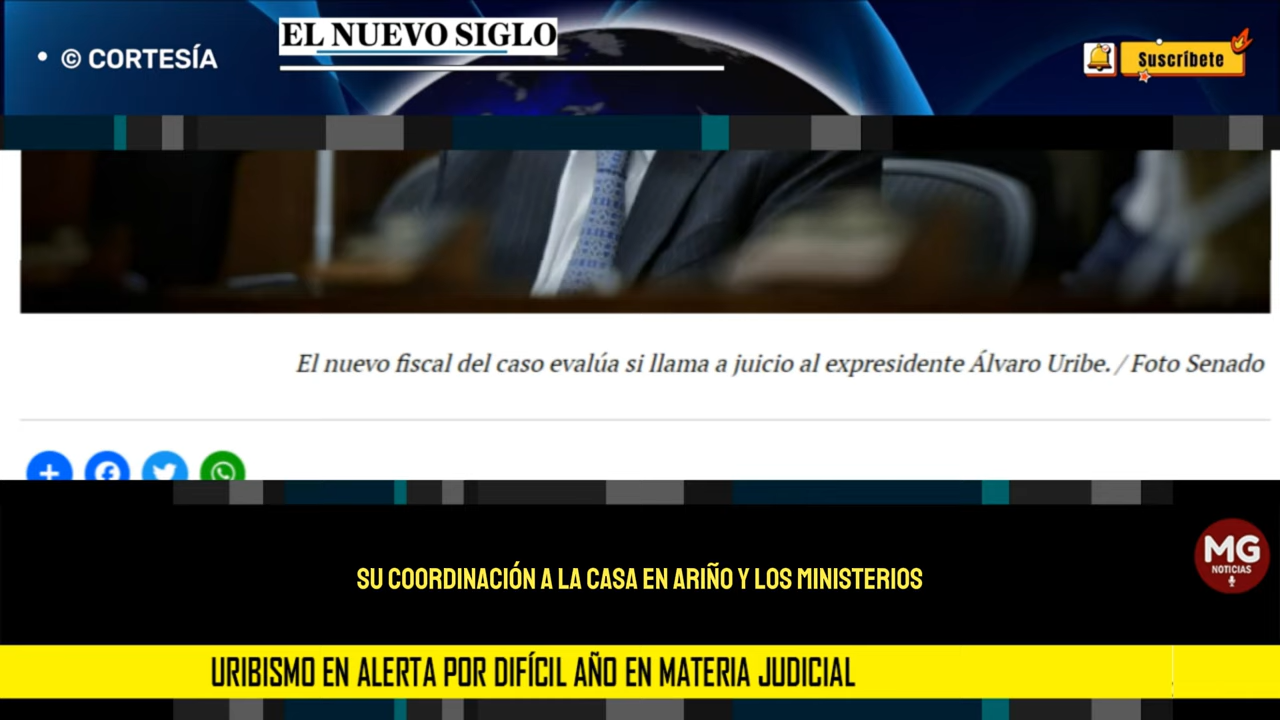 EL NUEVO SIGLO
• © CORTESÍA
Suscríbete
El nuevo fiscal del caso evalúa si llama a juicio al expresidente Álvaro Uribe. / Foto Senado
SU COORDINACIÓN A LA CASA EN ARIÑO Y LOS MINISTERIOS
MG
NOTICIAS
URIBISMO EN ALERTA POR DIFÍCIL AÑO EN MATERIA JUDICIAL